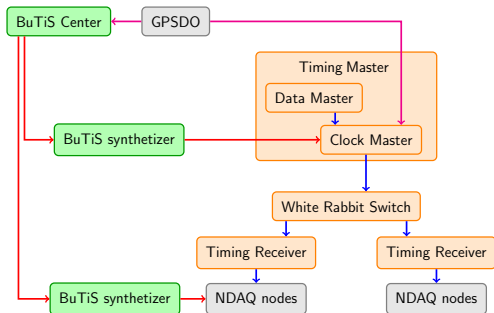 BuTiS Center
GPSDO
Timing Master
Data Master
BuTiS synthetizer
Clock Master
White Rabbit Switch
Timing Receiver
Timing Receiver
BuTiS synthetizer
NDAQ nodes
NDAQ nodes